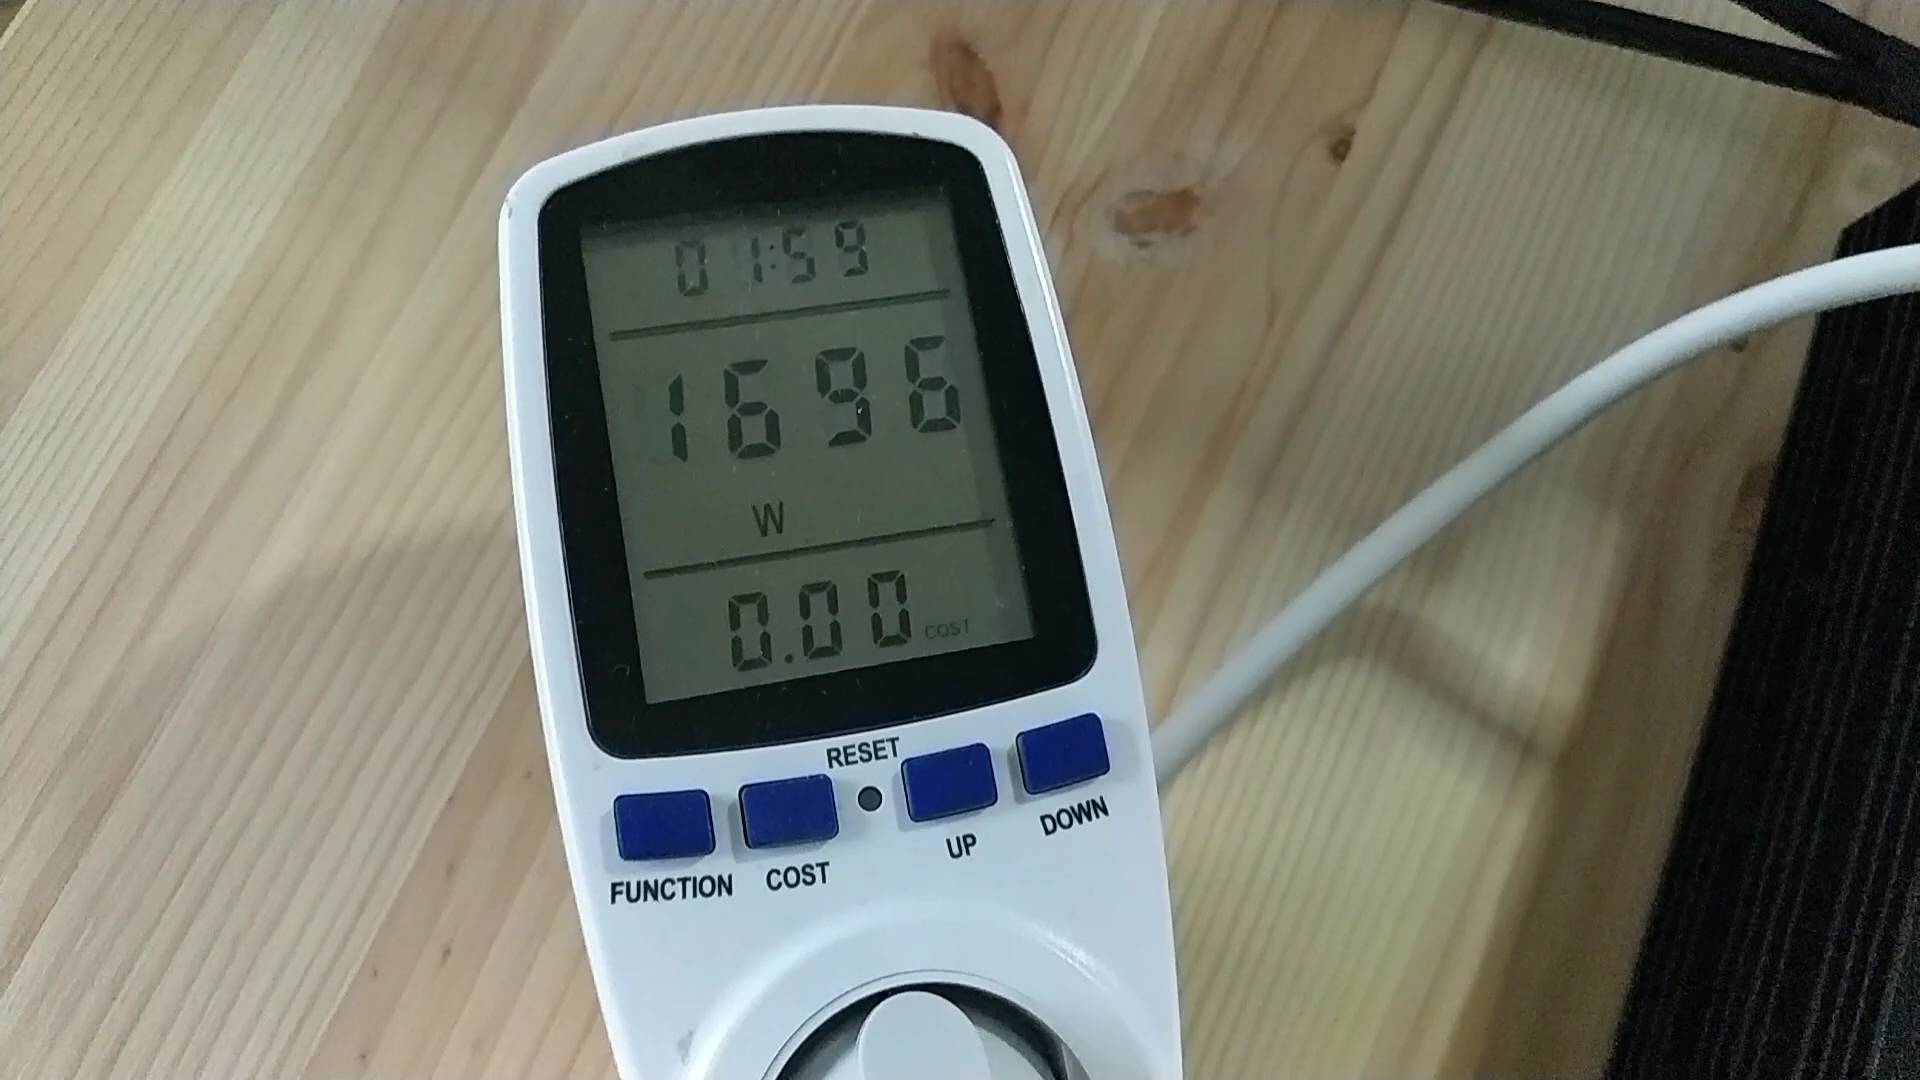 01:59
1696
W
0.00 COST
RESET
FUNCTION COST UP DOWN